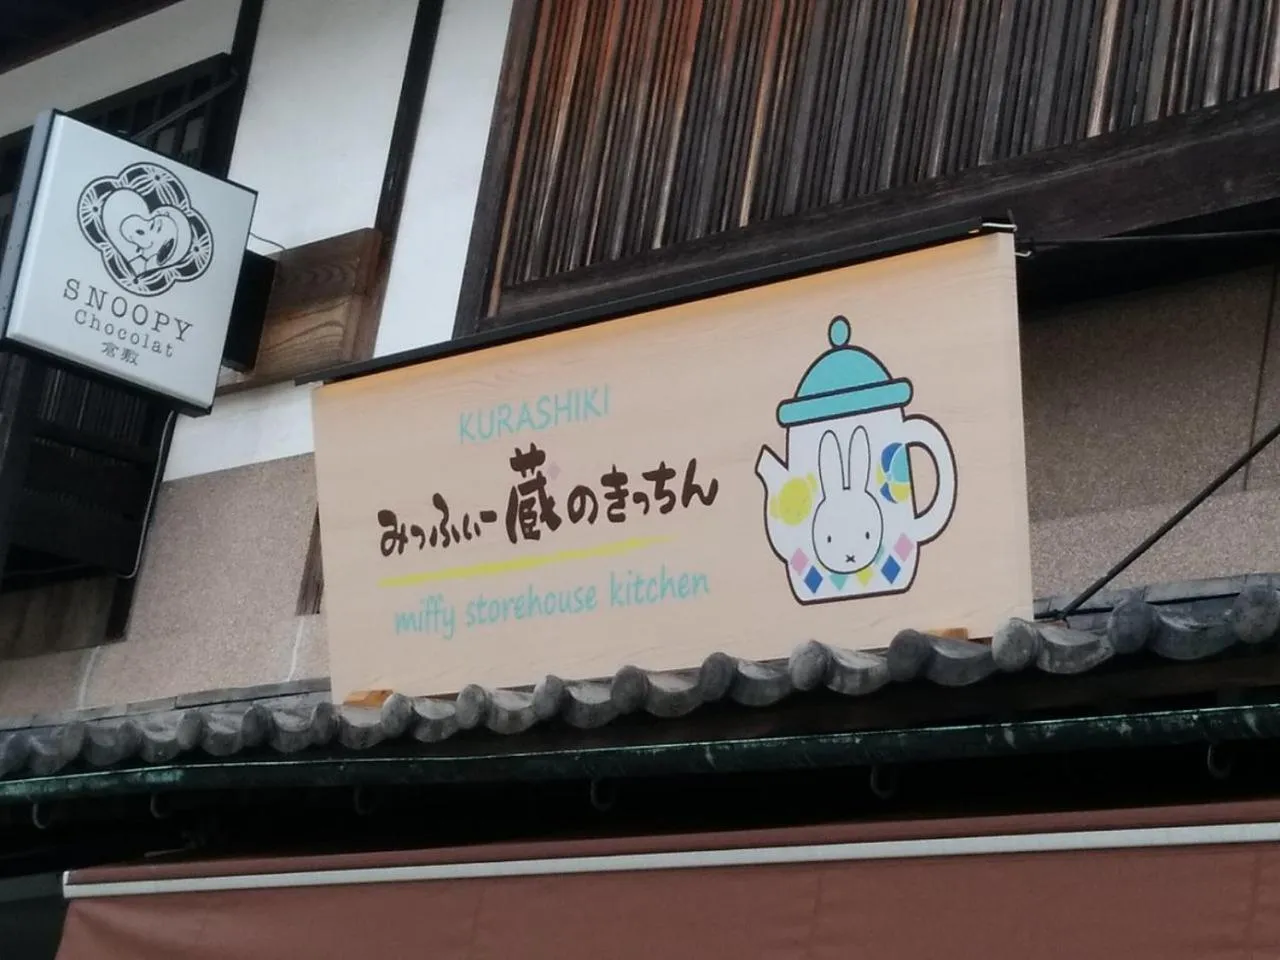 SNOOPY
Chocolat
倉敷
KURASHIKI
みっふぃー蔵のきっちん
miffy storehouse kitchen